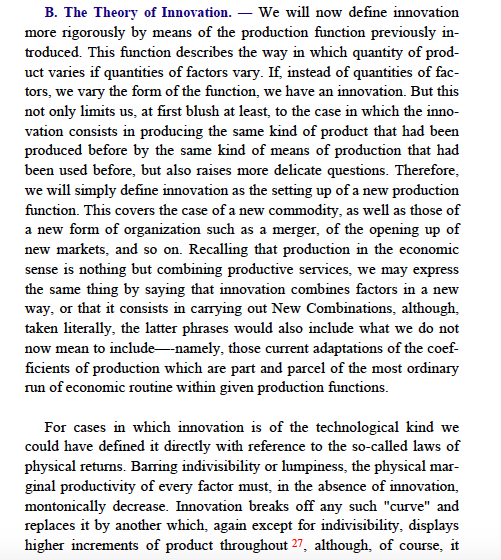 B. The Theory of Innovation. — We will now define innovation
more rigorously by means of the production function previously in-
troduced. This function describes the way in which quantity of prod-
uct varies if quantities of factors vary. If, instead of quantities of fac-
tors, we vary the form of the function, we have an innovation. But this
not only limits us, at first blush at least, to the case in which the inno-
vation consists in producing the same kind of product that had been
produced before by the same kind of means of production that had
been used before, but also raises more delicate questions. Therefore,
we will simply define innovation as the setting up of a new production
function. This covers the case of a new commodity, as well as those of
a new form of organization such as a merger, of the opening up of
new markets, and so on. Recalling that production in the economic
sense is nothing but combining productive services, we may express
the same thing by saying that innovation combines factors in a new
way, or that it consists in carrying out New Combinations, although,
taken literally, the latter phrases would also include what we do not
now mean to include—-namely, those current adaptations of the coef-
ficients of production which are part and parcel of the most ordinary
run of economic routine within given production functions.
For cases in which innovation is of the technological kind we
could have defined it directly with reference to the so-called laws of
physical returns. Barring indivisibility or lumpiness, the physical mar-
ginal productivity of every factor must, in the absence of innovation,
montonically decrease. Innovation breaks off any such "curve" and
replaces it by another which, again except for indivisibility, displays
higher increments of product throughout 27, although, of course, it